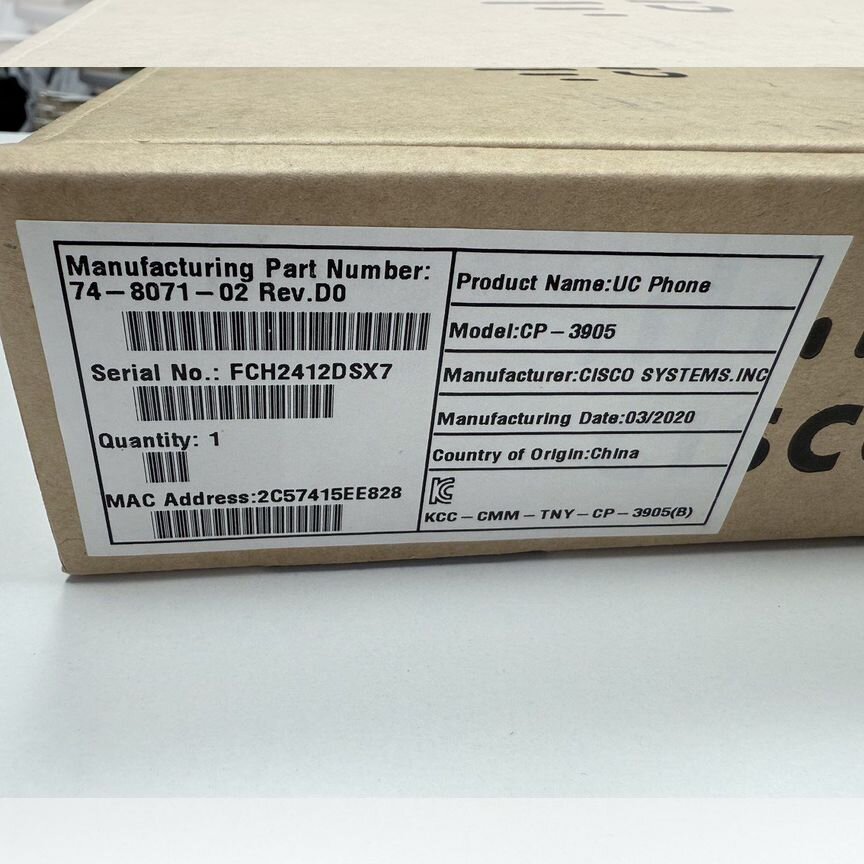 Manufacturing Part Number:
74-8071-02 Rev.D0
Serial No.: FCH2412DSX7
Quantity: 1
MAC Address:2C57415EE828
Product Name:UC Phone
Model:CP-3905
Manufacturer:CISCO SYSTEMS.INC
Manufacturing Date:03/2020
Country of Origin:China
KCC-CMM-TNY-CP-3905(B)